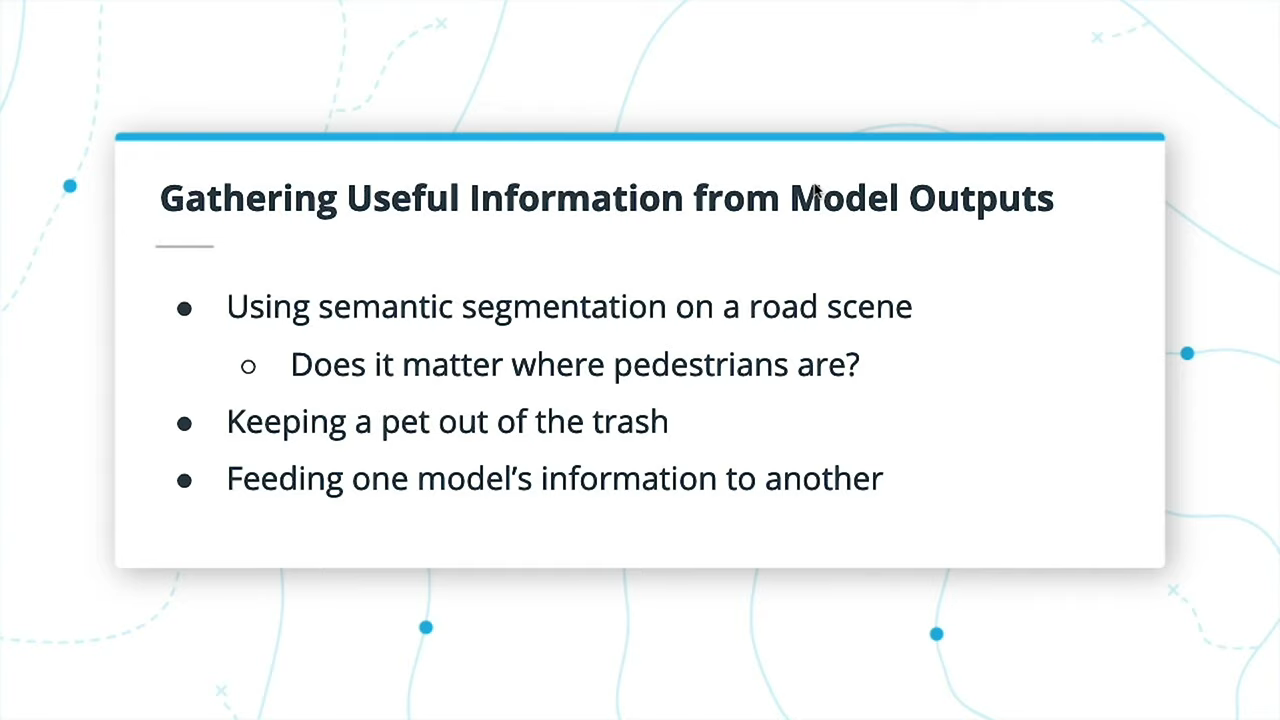 Gathering Useful Information from Model Outputs
● Using semantic segmentation on a road scene
○ Does it matter where pedestrians are?
● Keeping a pet out of the trash
● Feeding one model’s information to another